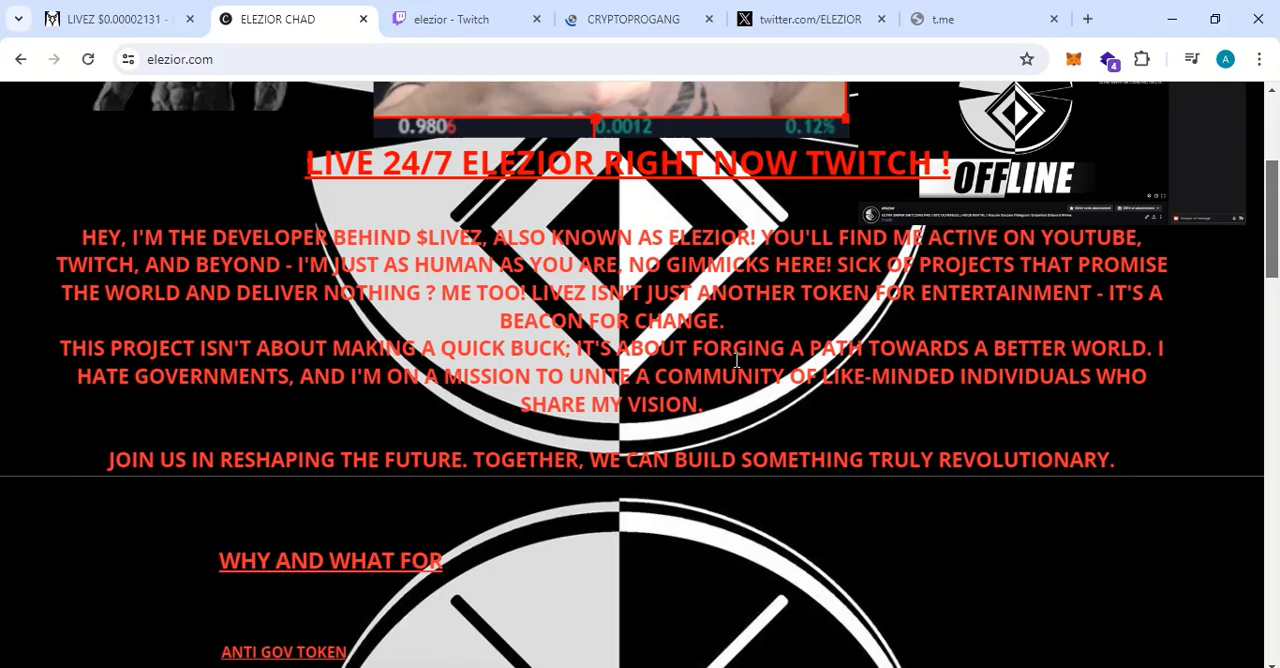 LIVEZ $0.00002131 -
ELEZIOR CHAD
elezior - Twitch
CRYPTOPROGANG
twitter.com/ELEZIOR
t.me
elezior.com
4
A
0.9806 0.0012 0.12%
LIVE 24/7 ELEZIOR RIGHT NOW TWITCH !
OFFLINE
elezior
HEY, I'M THE DEVELOPER BEHIND $LIVEZ, ALSO KNOWN AS ELEZIOR! YOU'LL FIND ME ACTIVE ON YOUTUBE,
TWITCH, AND BEYOND - I'M JUST AS HUMAN AS YOU ARE, NO GIMMICKS HERE! SICK OF PROJECTS THAT PROMISE
THE WORLD AND DELIVER NOTHING ? ME TOO! LIVEZ ISN'T JUST ANOTHER TOKEN FOR ENTERTAINMENT - IT'S A
BEACON FOR CHANGE.
THIS PROJECT ISN'T ABOUT MAKING A QUICK BUCK; IT'S ABOUT FORGING A PATH TOWARDS A BETTER WORLD. I
HATE GOVERNMENTS, AND I'M ON A MISSION TO UNITE A COMMUNITY OF LIKE-MINDED INDIVIDUALS WHO
SHARE MY VISION.
JOIN US IN RESHAPING THE FUTURE. TOGETHER, WE CAN BUILD SOMETHING TRULY REVOLUTIONARY.
WHY AND WHAT FOR
ANTI GOV TOKEN